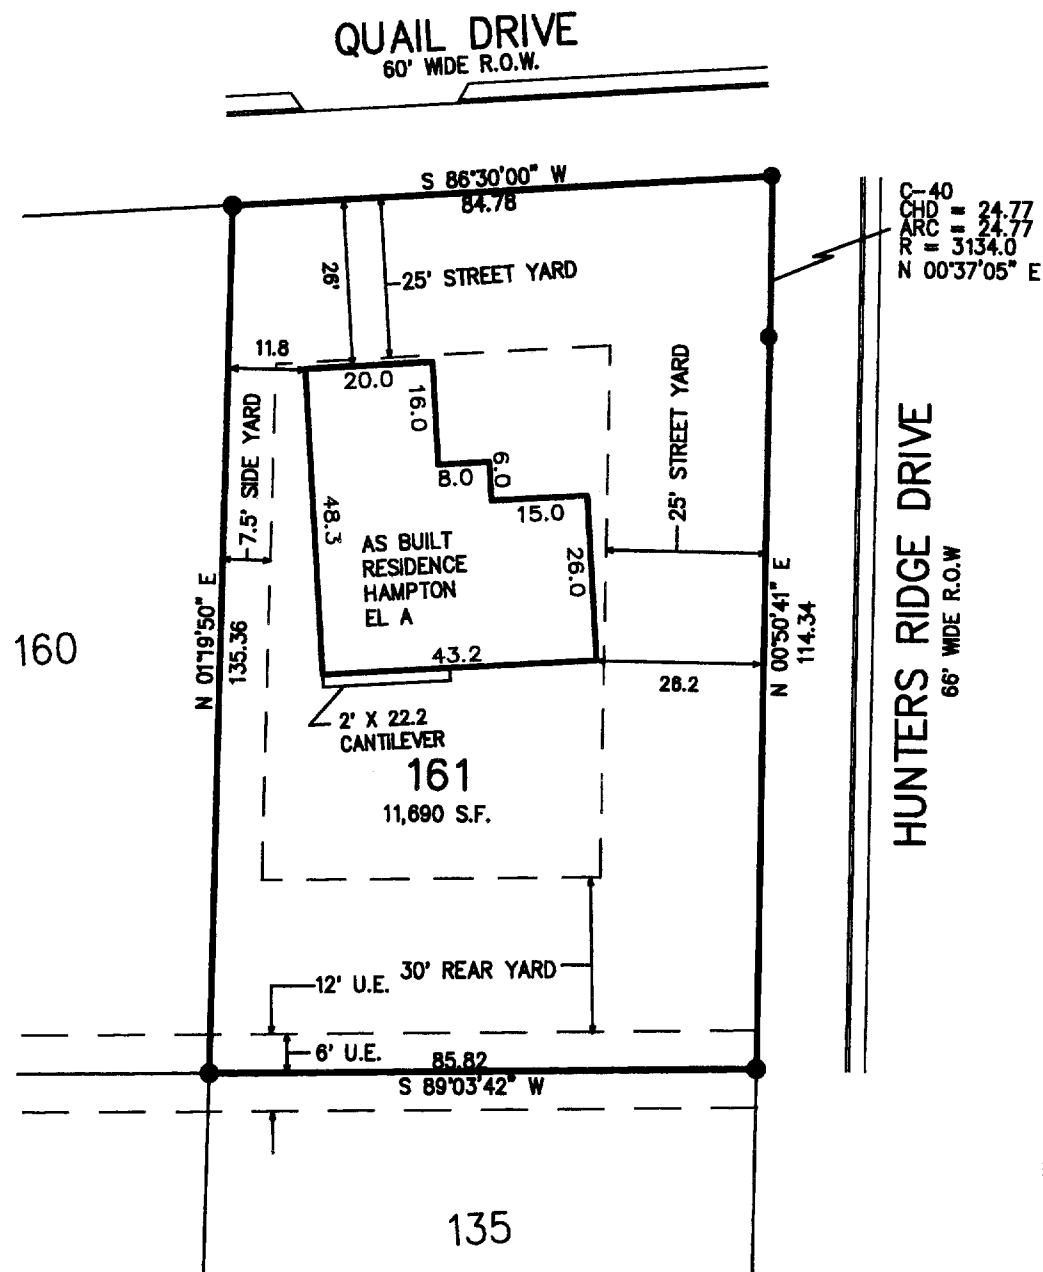 QUAIL DRIVE
60' WIDE R.O.W.
S 86°30'00" W
84.78
C-40
CHD = 24.77
ARC = 24.77
R = 3134.0
N 00°37'05" E
26'
25' STREET YARD
11.8
20.0
16.0
8.0
6.0
15.0
26.0
48.3
43.2
7.5' SIDE YARD
25' STREET YARD
AS BUILT
RESIDENCE
HAMPTON
EL A
N 01°19'50" E
135.36
N 00°50'41" E
114.34
HUNTERS RIDGE DRIVE
66' WIDE R.O.W
160
26.2
2' X 22.2
CANTILEVER
161
11,690 S.F.
30' REAR YARD
12' U.E.
6' U.E.
85.82
S 89°03'42" W
135